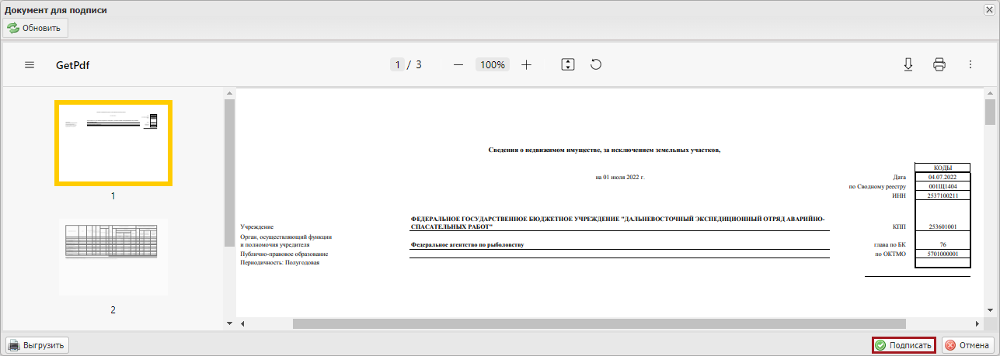 Документ для подписи
Обновить
GetPdf
1 / 3
100%
1
2
Сведения о недвижимом имуществе, за исключением земельных участков,
на 01 июля 2022 г.
КОДЫ
Дата 04.07.2022
по Сводному реестру 001Щ1404
ИНН 2537100211
Учреждение ФЕДЕРАЛЬНОЕ ГОСУДАРСТВЕННОЕ БЮДЖЕТНОЕ УЧРЕЖДЕНИЕ "ДАЛЬНЕВОСТОЧНЫЙ ЭКСПЕДИЦИОННЫЙ ОТРЯД АВАРИЙНО-
СПАСАТЕЛЬНЫХ РАБОТ" КПП 253601001
Орган, осуществляющий функции
и полномочия учредителя Федеральное агентство по рыболовству глава по БК 76
Публично-правовое образование по ОКТМО 5701000001
Периодичность: Полугодовая
Выгрузить
Подписать
Отмена